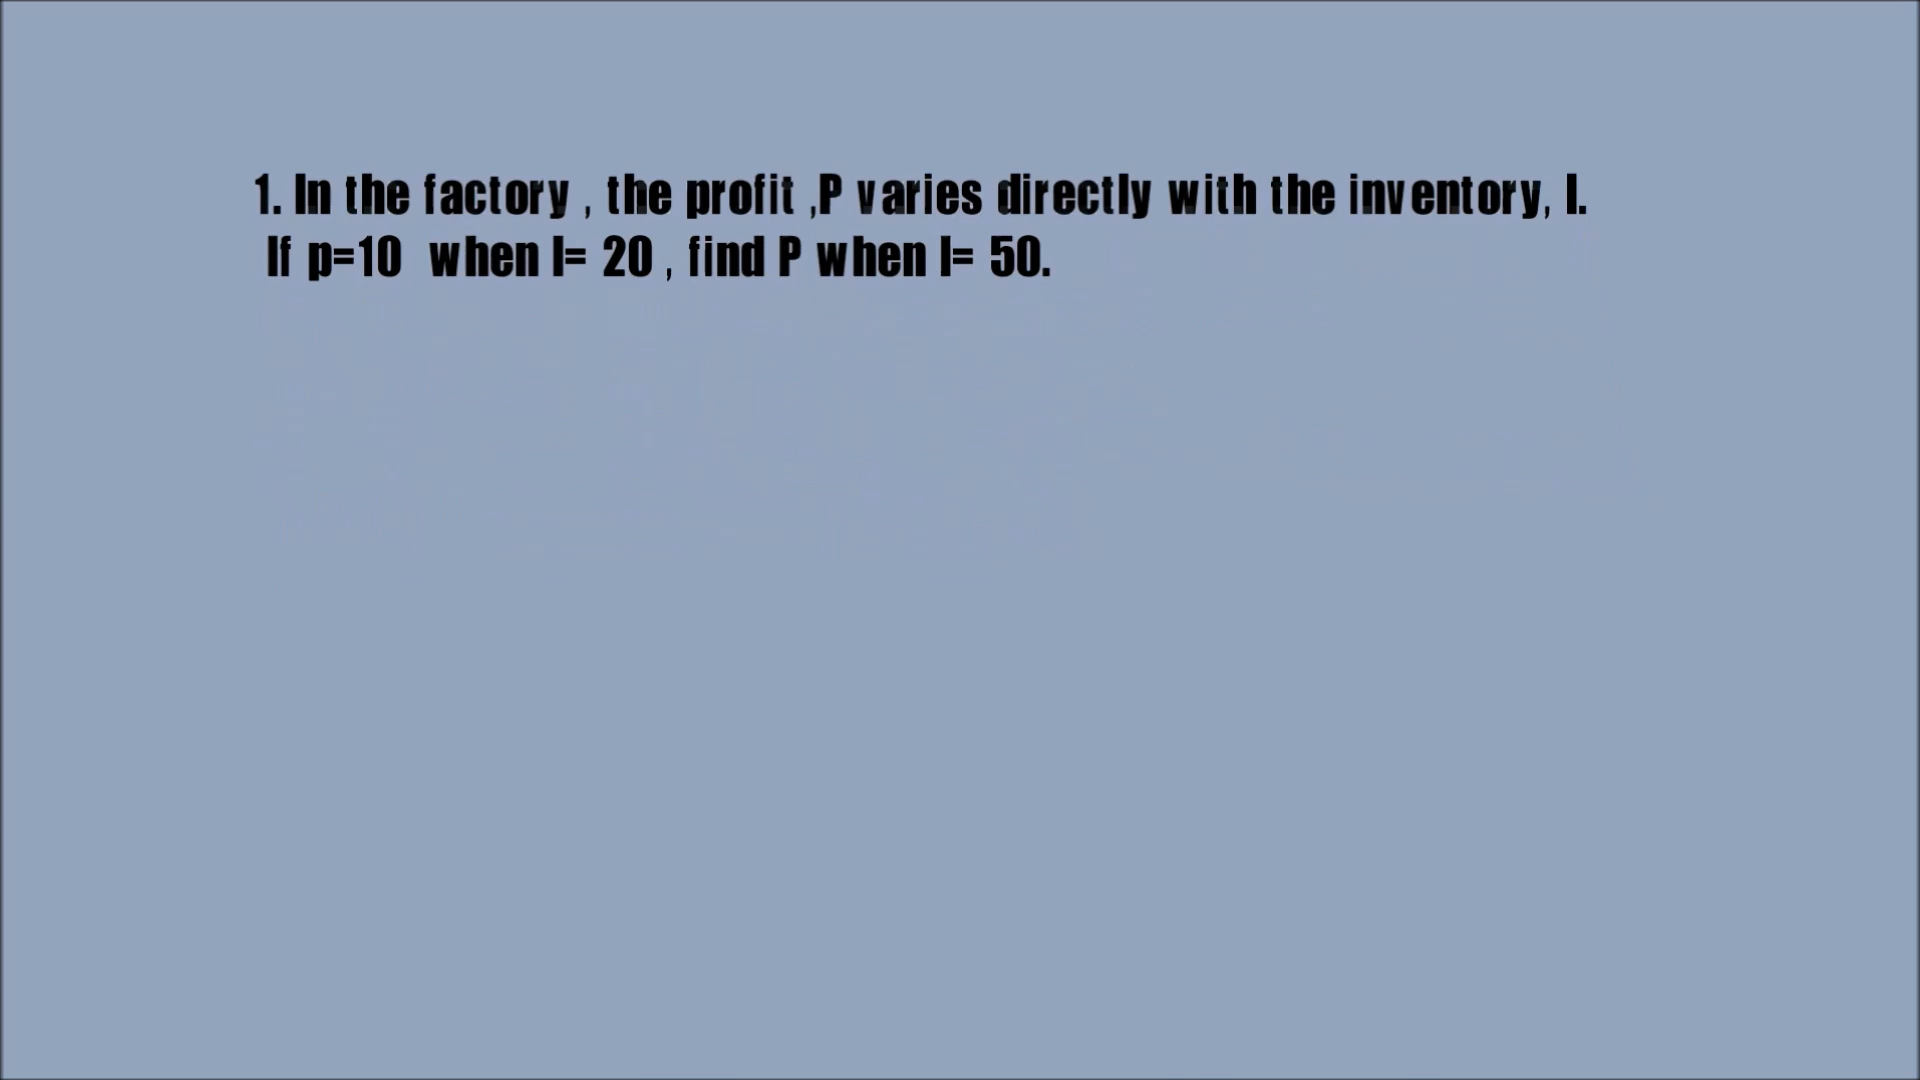 1. In the factory , the profit ,P varies directly with the inventory, I.
If p=10 when I= 20 , find P when I= 50.